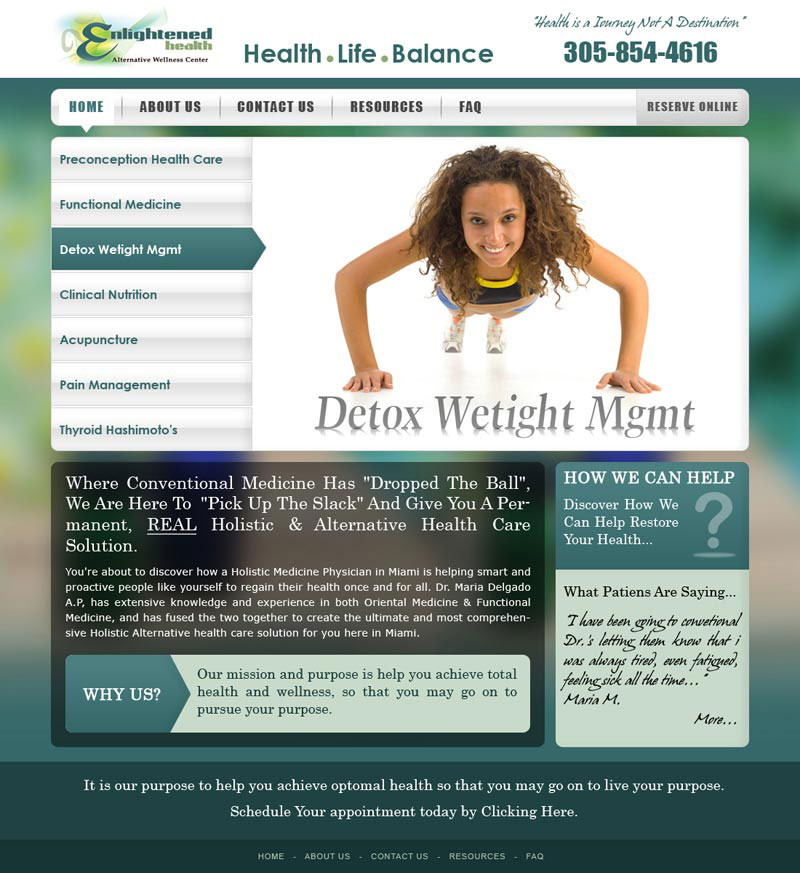 Enlightened
health
Alternative Wellness Center
Health.Life.Balance
"Health is a Journey Not A Destination"
305-854-4616
HOME
ABOUT US
CONTACT US
RESOURCES
FAQ
RESERVE ONLINE
Preconception Health Care
Functional Medicine
Detox Wetight Mgmt
Clinical Nutrition
Acupuncture
Pain Management
Thyroid Hashimoto's
Detox Wetight Mgmt
Where Conventional Medicine Has "Dropped The Ball",
We Are Here To "Pick Up The Slack" And Give You A Per-
manent, REAL Holistic & Alternative Health Care
Solution.
You're about to discover how a Holistic Medicine Physician in Miami is helping smart and
proactive people like yourself to regain their health once and for all. Dr. Maria Delgado
A.P, has extensive knowledge and experience in both Oriental Medicine & Functional
Medicine, and has fused the two together to create the ultimate and most comprehen-
sive Holistic Alternative health care solution for you here in Miami.
WHY US?
Our mission and purpose is help you achieve total
health and wellness, so that you may go on to
pursue your purpose.
HOW WE CAN HELP
Discover How We
Can Help Restore
Your Health...
?
What Patiens Are Saying...
"I have been going to convetional
Dr.'s letting them know that i
was always tired, even fatigued,
feeling sick all the time..."
Maria M.
More...
It is our purpose to help you achieve optomal health so that you may go on to live your purpose.
Schedule Your appointment today by Clicking Here.
HOME - ABOUT US - CONTACT US - RESOURCES - FAQ